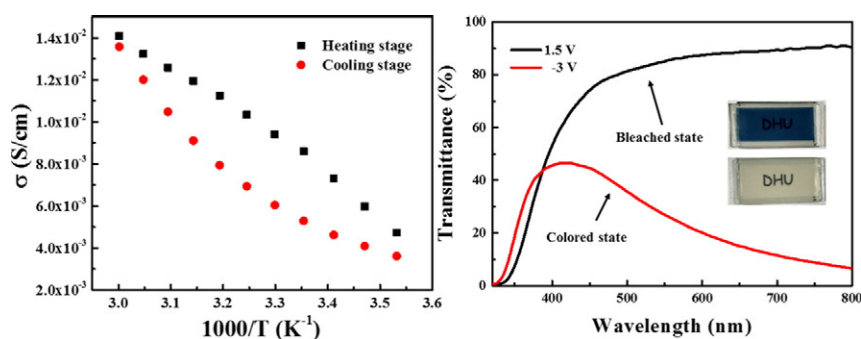 1.4x10⁻²
1.2x10⁻²
1.0x10⁻²
8.0x10⁻³
6.0x10⁻³
4.0x10⁻³
2.0x10⁻³
σ (S/cm)
Heating stage
Cooling stage
3.0 3.1 3.2 3.3 3.4 3.5 3.6
1000/T (K⁻¹)
100
80
60
40
20
0
Transmittance (%)
1.5 V
-3 V
Bleached state
Colored state
DHU
DHU
400 500 600 700 800
Wavelength (nm)